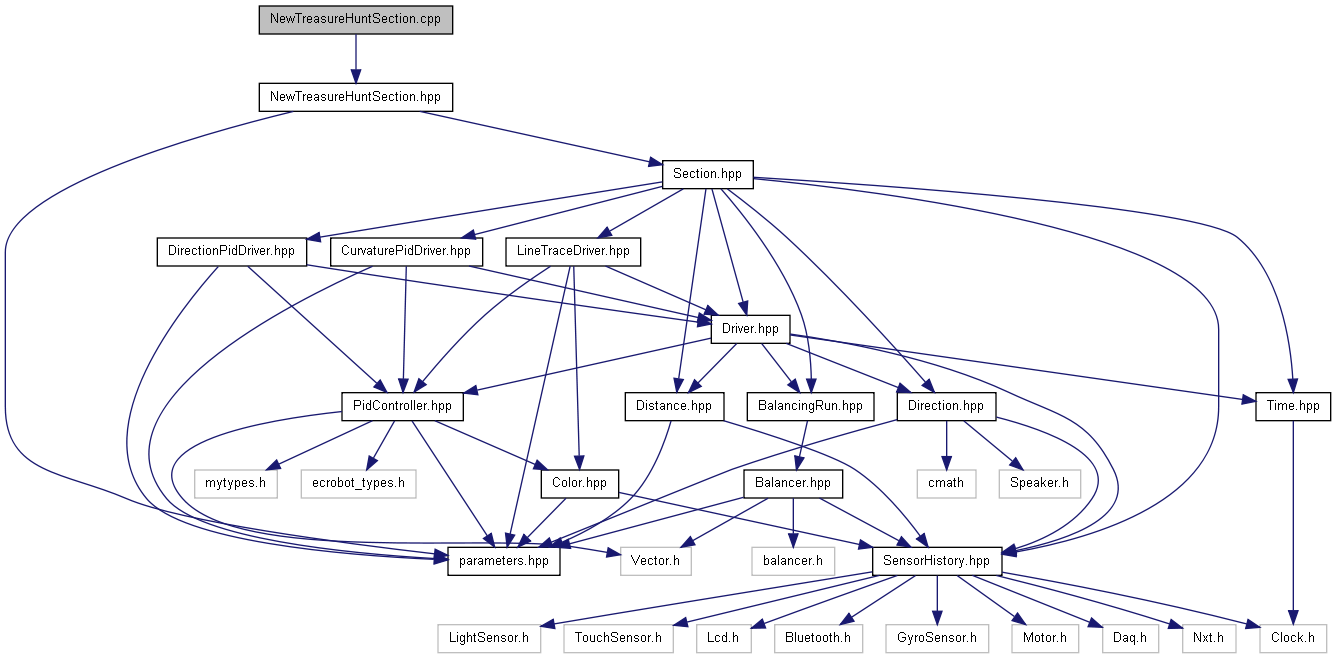 NewTreasureHuntSection.cpp
NewTreasureHuntSection.hpp
Section.hpp
DirectionPidDriver.hpp
CurvaturePidDriver.hpp
LineTraceDriver.hpp
Driver.hpp
PidController.hpp
Distance.hpp
BalancingRun.hpp
Direction.hpp
Time.hpp
mytypes.h
ecrobot_types.h
Color.hpp
Balancer.hpp
cmath
Speaker.h
parameters.hpp
Vector.h
balancer.h
SensorHistory.hpp
LightSensor.h
TouchSensor.h
Lcd.h
Bluetooth.h
GyroSensor.h
Motor.h
Daq.h
Nxt.h
Clock.h